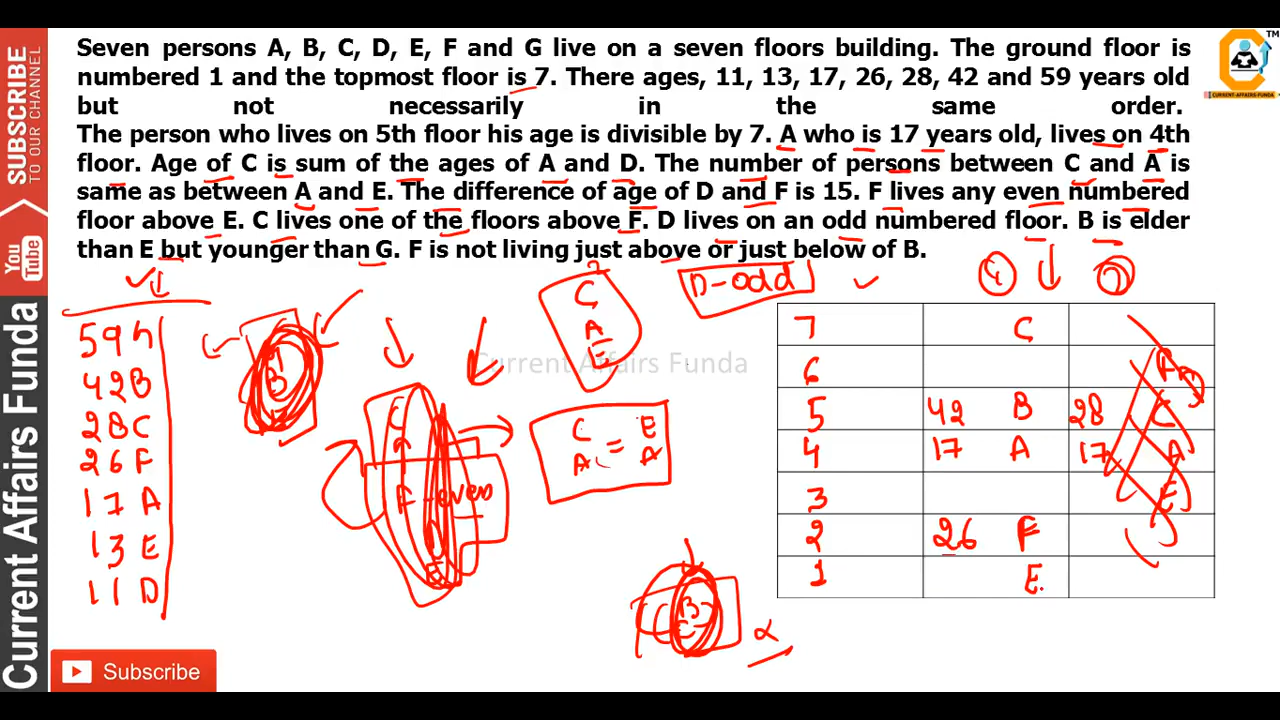 Seven persons A, B, C, D, E, F and G live on a seven floors building. The ground floor is
numbered 1 and the topmost floor is 7. There ages, 11, 13, 17, 26, 28, 42 and 59 years old
but not necessarily in the same order.
The person who lives on 5th floor his age is divisible by 7. A who is 17 years old, lives on 4th
floor. Age of C is sum of the ages of A and D. The number of persons between C and A is
same as between A and E. The difference of age of D and F is 15. F lives any even numbered
floor above E. C lives one of the floors above F. D lives on an odd numbered floor. B is elder
than E but younger than G. F is not living just above or just below of B.
TM
CURRENT-AFFAIRS-FUNDA
SUBSCRIBE
TO OUR CHANNEL
You
Tube
Current Affairs Funda
Current Affairs Funda
Subscribe
D-odd
59
42 B
28 C
26 F
17 A
13 E
11 D
C
A
E
C E
A = A
C
A
F-even
E
B
7 C
6
5 42 B 28 C
4 17 A 17 A
3 E
2 26 F
1 E